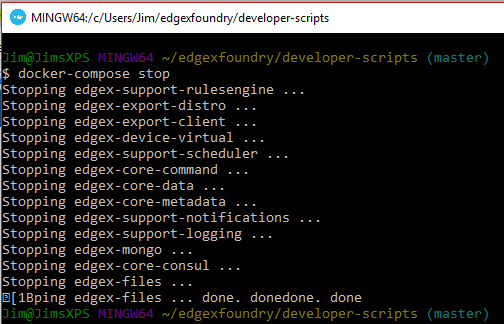 MINGW64:/c/Users/Jim/edgexfoundry/developer-scripts
Jim@JimsXPS MINGW64 ~/edgexfoundry/developer-scripts (master)
$ docker-compose stop
Stopping edgex-support-rulesengine ...
Stopping edgex-export-distro ...
Stopping edgex-export-client ...
Stopping edgex-device-virtual ...
Stopping edgex-support-scheduler ...
Stopping edgex-core-command ...
Stopping edgex-core-data ...
Stopping edgex-core-metadata ...
Stopping edgex-support-notifications ...
Stopping edgex-support-logging ...
Stopping edgex-mongo ...
Stopping edgex-core-consul ...
Stopping edgex-files ...
[1Bping edgex-files ... done. donedone. done
Jim@JimsXPS MINGW64 ~/edgexfoundry/developer-scripts (master)